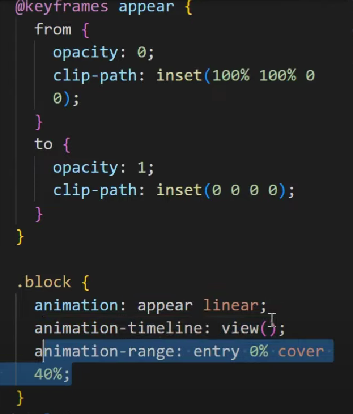 @keyframes appear {
from {
opacity: 0;
clip-path: inset(100% 100% 0
0);
}
to {
opacity: 1;
clip-path: inset(0 0 0 0);
}
}
.block {
animation: appear linear;
animation-timeline: view();
animation-range: entry 0% cover
40%;
}